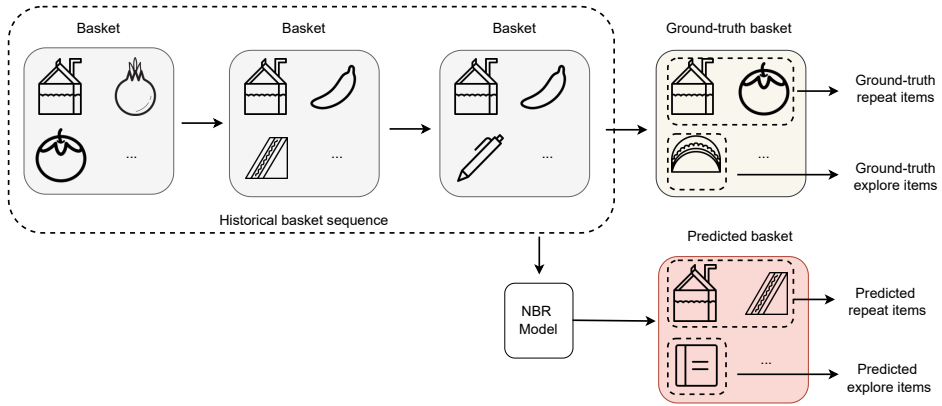 Basket
Basket
Basket
Ground-truth basket
Ground-truth
repeat items
...
...
...
...
Ground-truth
explore items
Historical basket sequence
Predicted basket
NBR
Model
Predicted
repeat items
...
Predicted
explore items